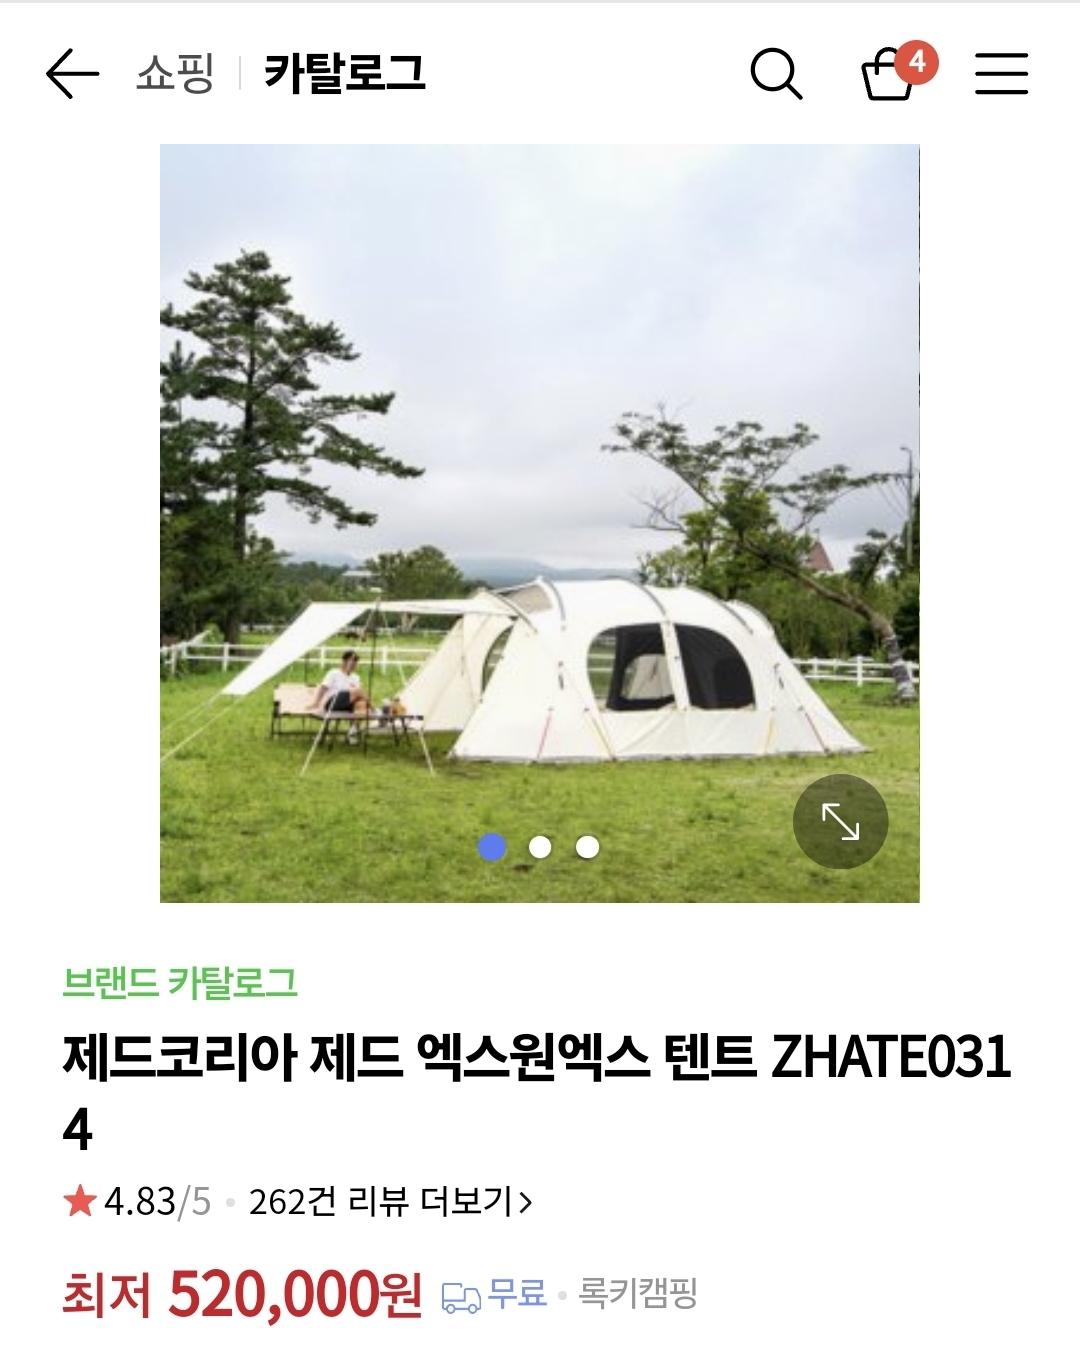 쇼핑 카탈로그 4
브랜드 카탈로그
제드코리아 제드 엑스원엑스 텐트 ZHATE031
4
4.83/5 • 262건 리뷰 더보기
최저 520,000원 무료 • 록키캠핑